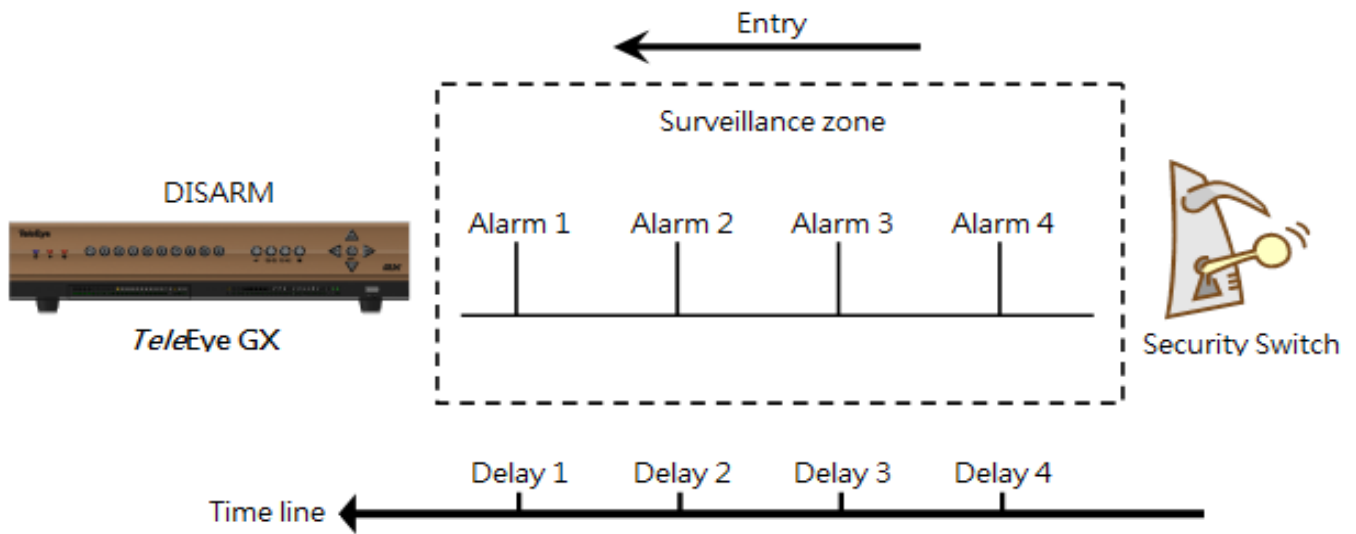 Entry
Surveillance zone
DISARM
Alarm 1 Alarm 2 Alarm 3 Alarm 4
TeleEye GX
Security Switch
Delay 1 Delay 2 Delay 3 Delay 4
Time line